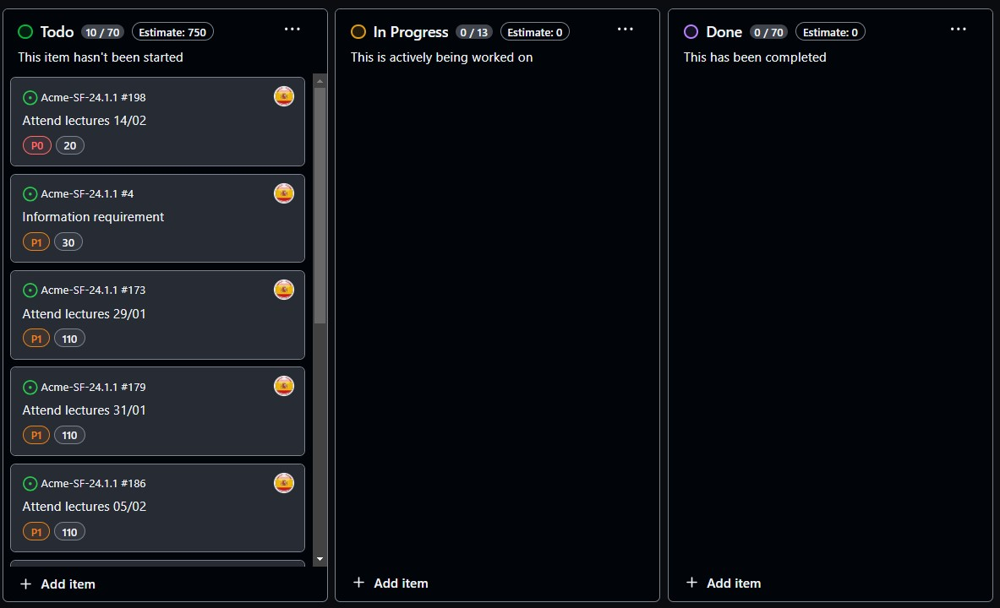 Todo 10 / 70 Estimate: 750
This item hasn't been started
Acme-SF-24.1.1 #198
Attend lectures 14/02
P0 20
Acme-SF-24.1.1 #4
Information requirement
P1 30
Acme-SF-24.1.1 #173
Attend lectures 29/01
P1 110
Acme-SF-24.1.1 #179
Attend lectures 31/01
P1 110
Acme-SF-24.1.1 #186
Attend lectures 05/02
P1 110
+ Add item
In Progress 0 / 13 Estimate: 0
This is actively being worked on
+ Add item
Done 0 / 70 Estimate: 0
This has been completed
+ Add item